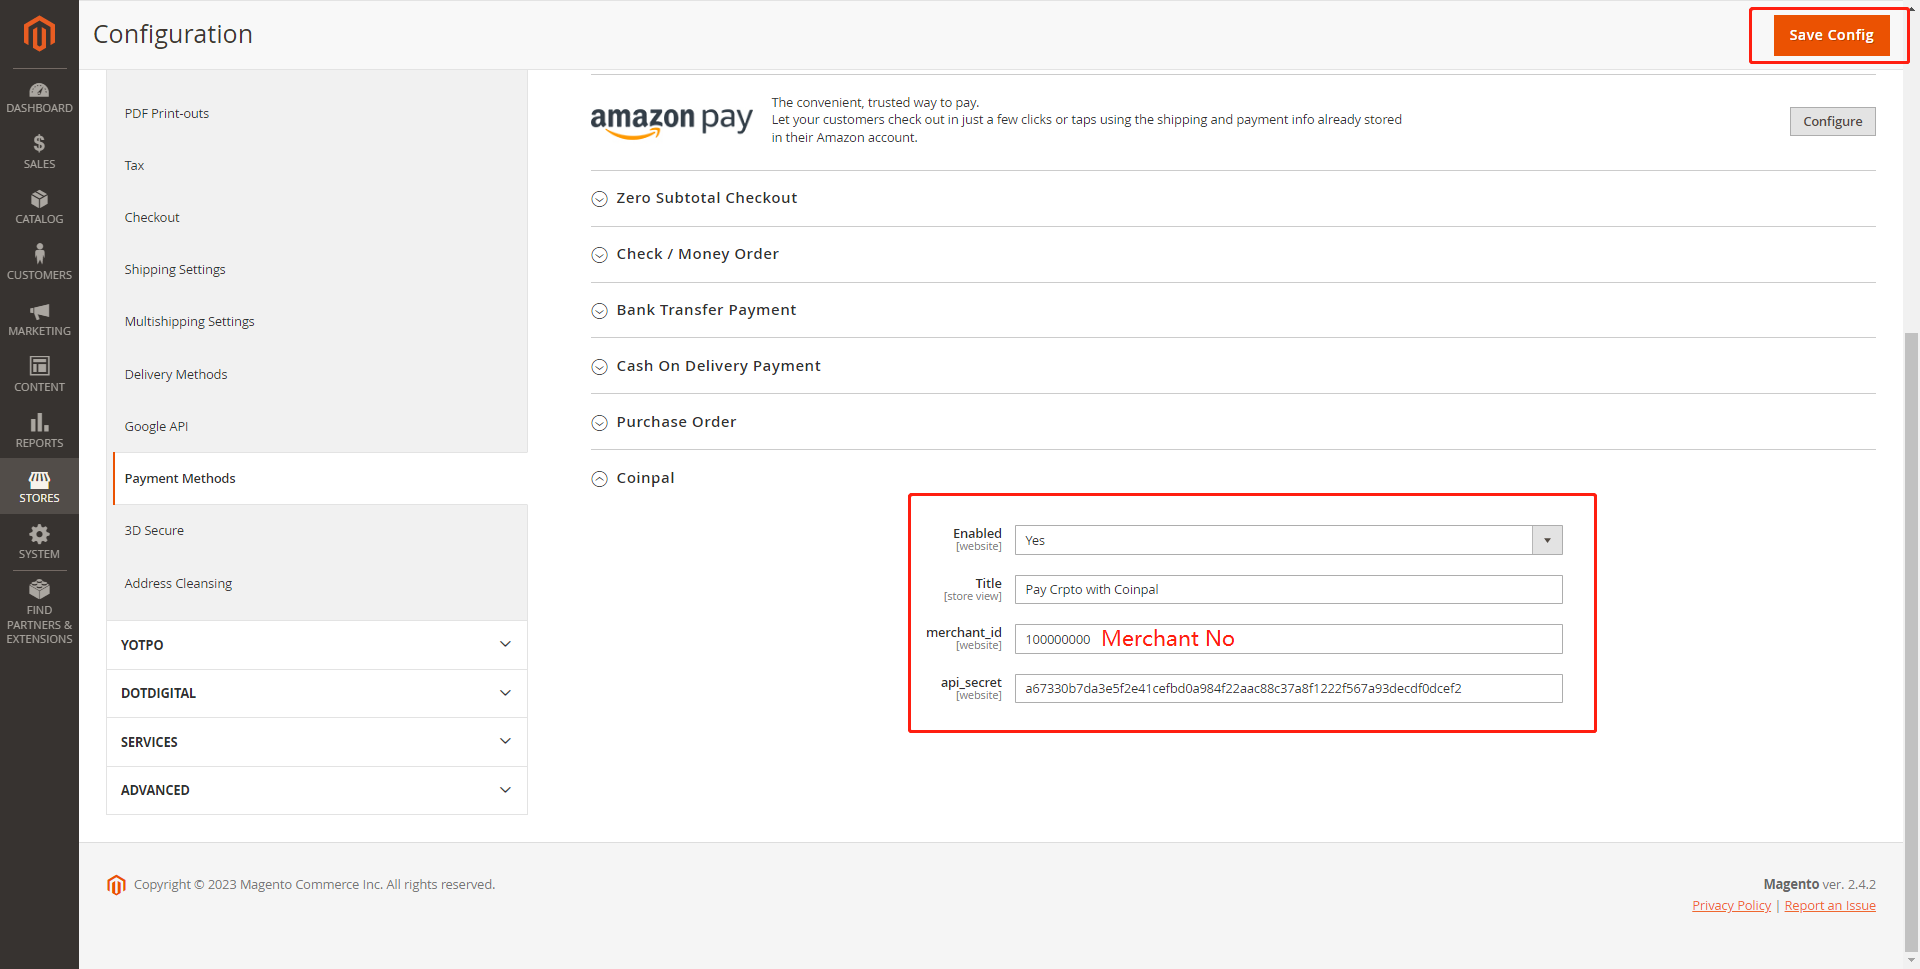 Configuration
Save Config
DASHBOARD
SALES
CATALOG
CUSTOMERS
MARKETING
CONTENT
REPORTS
STORES
SYSTEM
FIND
PARTNERS &
EXTENSIONS
PDF Print-outs
Tax
Checkout
Shipping Settings
Multishipping Settings
Delivery Methods
Google API
Payment Methods
3D Secure
Address Cleansing
YOTPO
DOTDIGITAL
SERVICES
ADVANCED
amazon pay
The convenient, trusted way to pay.
Let your customers check out in just a few clicks or taps using the shipping and payment info already stored
in their Amazon account.
Configure
Zero Subtotal Checkout
Check / Money Order
Bank Transfer Payment
Cash On Delivery Payment
Purchase Order
Coinpal
Enabled
[website]
Yes
Title
[store view]
Pay Crpto with Coinpal
merchant_id
[website]
100000000 Merchant No
api_secret
[website]
a67330b7da3e5f2e41cefbd0a984f22aac88c37a8f1222f567a93decdf0dcef2
Copyright © 2023 Magento Commerce Inc. All rights reserved.
Magento ver. 2.4.2
Privacy Policy | Report an Issue